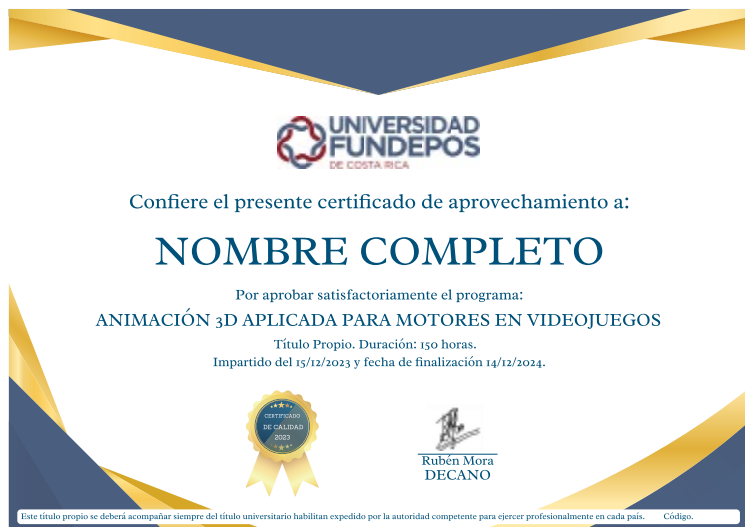 UNIVERSIDAD
FUNDEPOS
DE COSTA RICA
Confiere el presente certificado de aprovechamiento a:
NOMBRE COMPLETO
Por aprobar satisfactoriamente el programa:
ANIMACIÓN 3D APLICADA PARA MOTORES EN VIDEOJUEGOS
Título Propio. Duración: 150 horas.
Impartido del 15/12/2023 y fecha de finalización 14/12/2024.
CERTIFICADO
DE CALIDAD
2023
Rubén Mora
DECANO
Este título propio se deberá acompañar siempre del título universitario habilitan expedido por la autoridad competente para ejercer profesionalmente en cada país. Código.